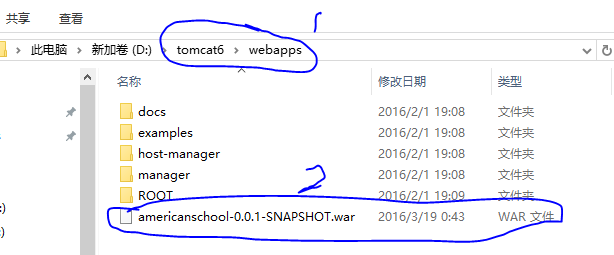 共享 查看
1
此电脑 > 新加卷 (D:) > tomcat6 > webapps
名称 修改日期 类型
docs 2016/2/1 19:08 文件夹
examples 2016/2/1 19:08 文件夹
host-manager 2016/2/1 19:08 文件夹
manager 2016/2/1 19:08 文件夹
2
ROOT 2016/2/1 19:09 文件夹
:) americanschool-0.0.1-SNAPSHOT.war 2016/3/19 0:43 WAR 文件
:)